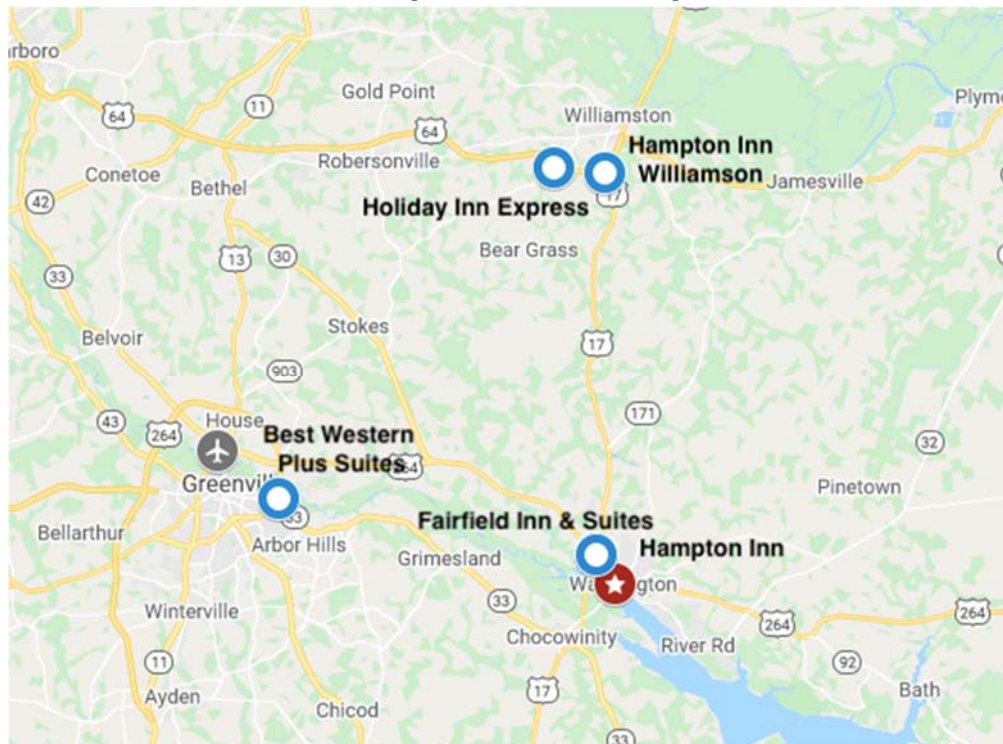 rboro
11
Gold Point
Williamston
64
64
Plym
Hampton Inn
Williamson
Robersonville
Conetoe
Bethel
Jamesville
42
17
Holiday Inn Express
Bear Grass
13
30
33
Stokes
Belvoir
17
903
171
43
264
House
32
Best Western
Plus Suites
Greenvill
Pinetown
33
Fairfield Inn & Suites
Bellarthur
Arbor Hills
Hampton Inn
Grimesland
33
Winterville
264
264
Chocowinity
River Rd
11
92
17
Ayden
Bath
Chicod
33